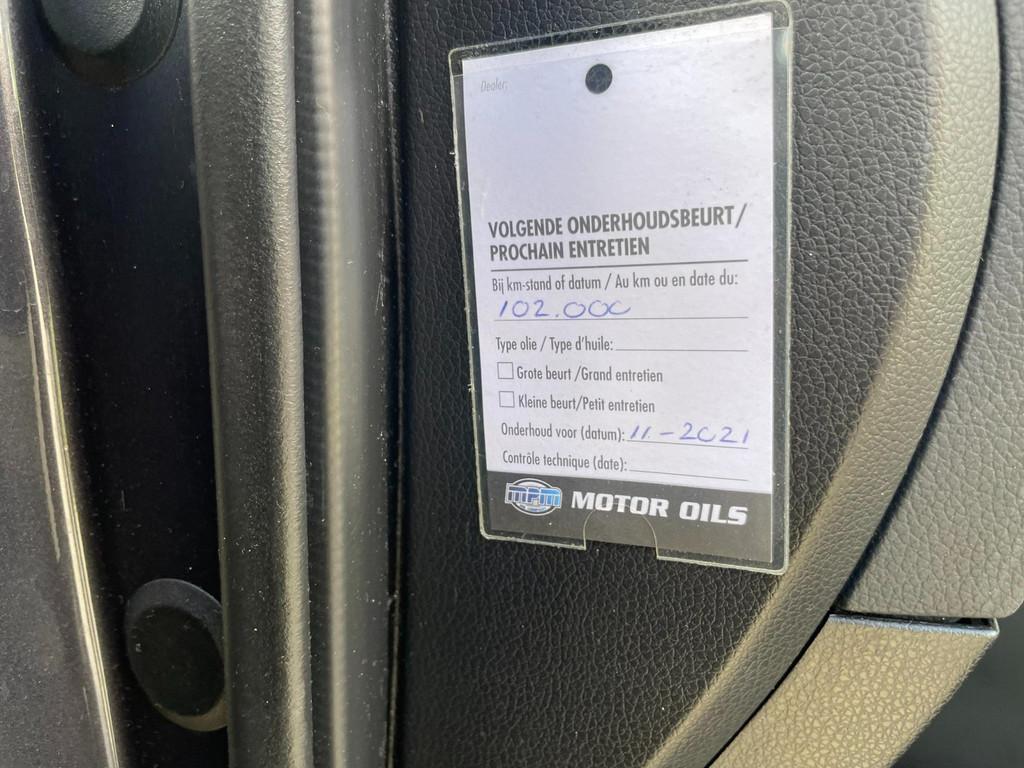 Dealer:
VOLGENDE ONDERHOUDSBEURT/
PROCHAIN ENTRETIEN
Bij km-stand of datum / Au km ou en date du:
102.000
Type olie / Type d'huile:
Grote beurt /Grand entretien
Kleine beurt/Petit entretien
Onderhoud voor (datum): 11.-2021
Contrôle technique (date):
MPM MOTOR OILS